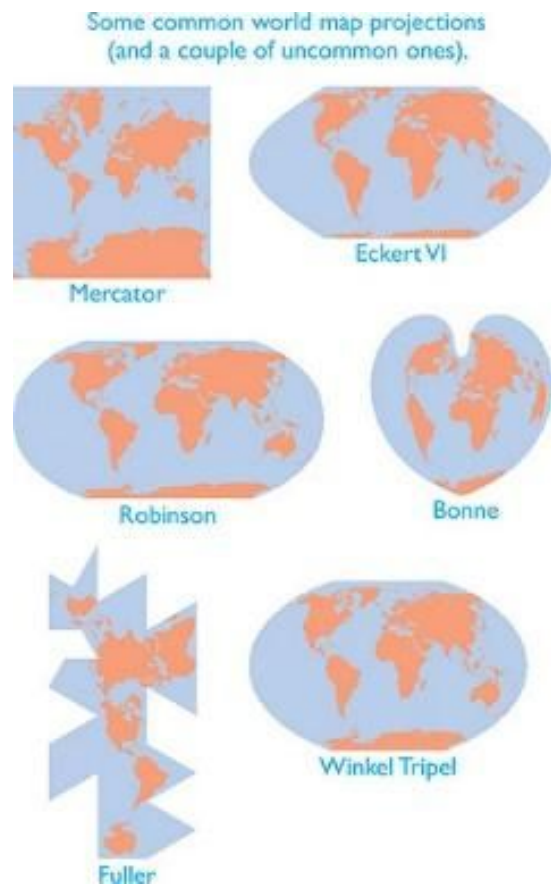 Some common world map projections
(and a couple of uncommon ones).
Mercator
Eckert VI
Robinson
Bonne
Fuller
Winkel Tripel